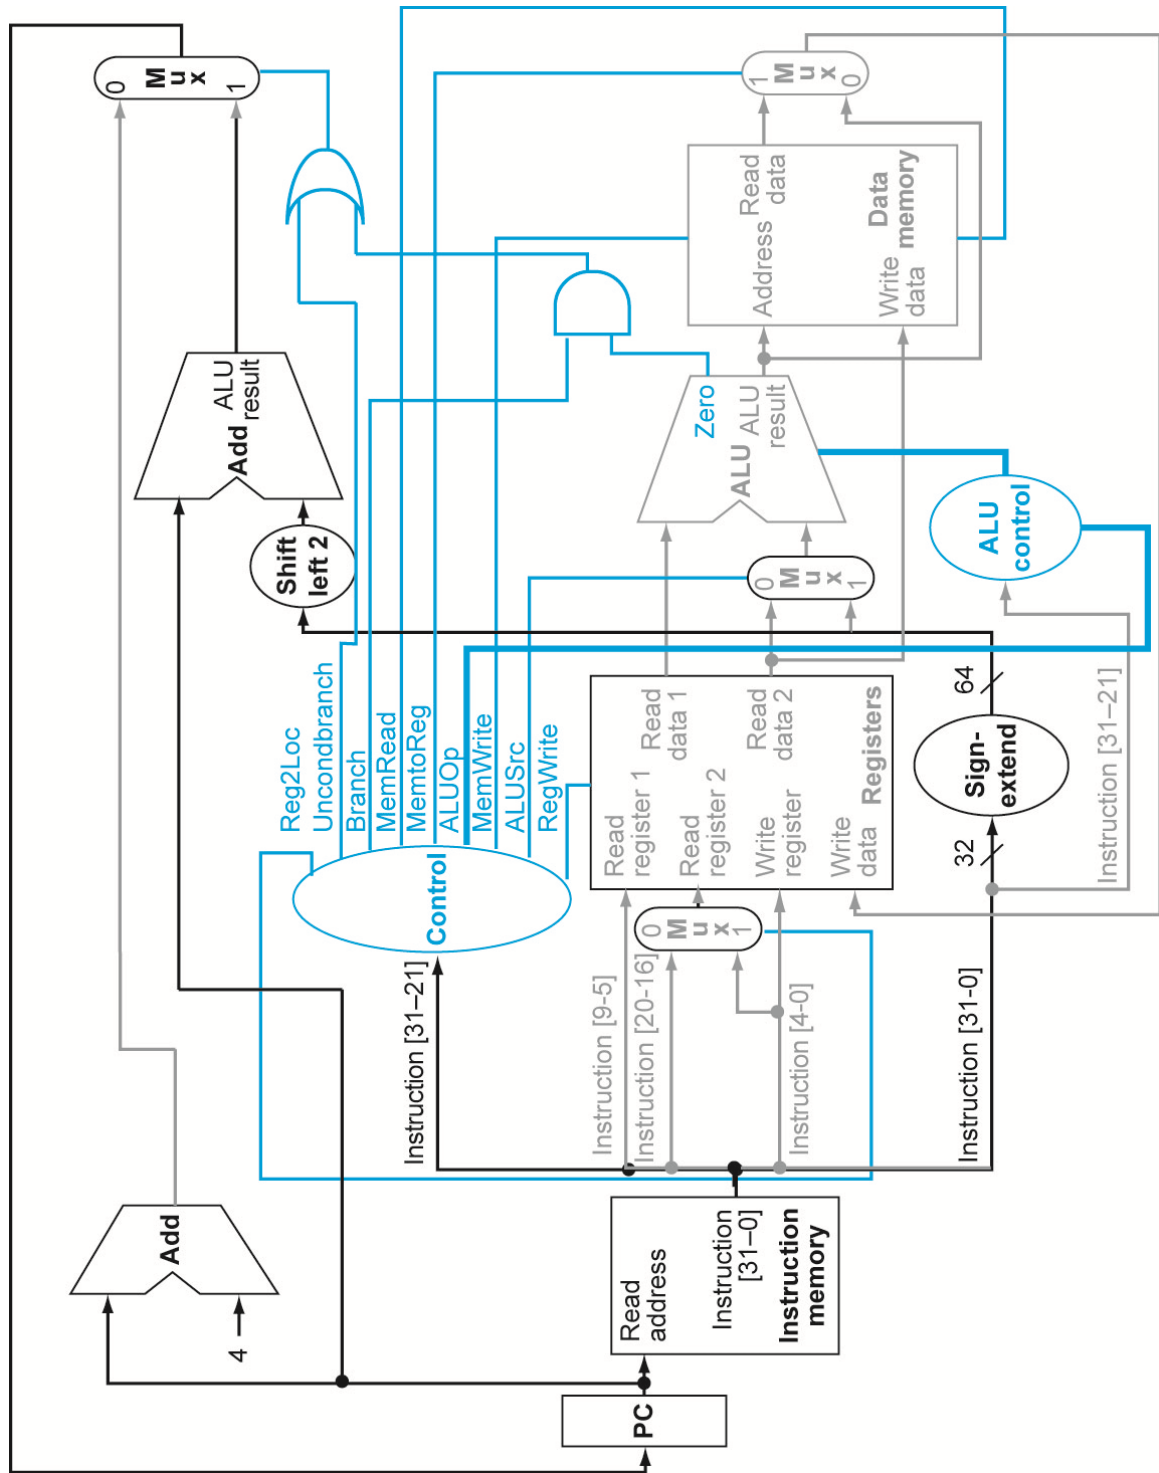 0
M
u
x
1
Add
ALU
result
Shift
left 2
Add
4
PC
Read
address
Instruction
[31–0]
Instruction
memory
Instruction [31–21]
Instruction [9-5]
Instruction [20-16]
Instruction [4-0]
Instruction [31-0]
Control
Reg2Loc
Uncondbranch
Branch
MemRead
MemtoReg
ALUOp
MemWrite
ALUSrc
RegWrite
0
M
u
x
1
Read
register 1
Read
register 2
Write
register
Write
data
Read
data 1
Read
data 2
Registers
32
Sign-
extend
64
Instruction [31–21]
0
M
u
x
1
Zero
ALU
ALU
result
ALU
control
Address
Read
data
Write
data
Data
memory
1
M
u
x
0